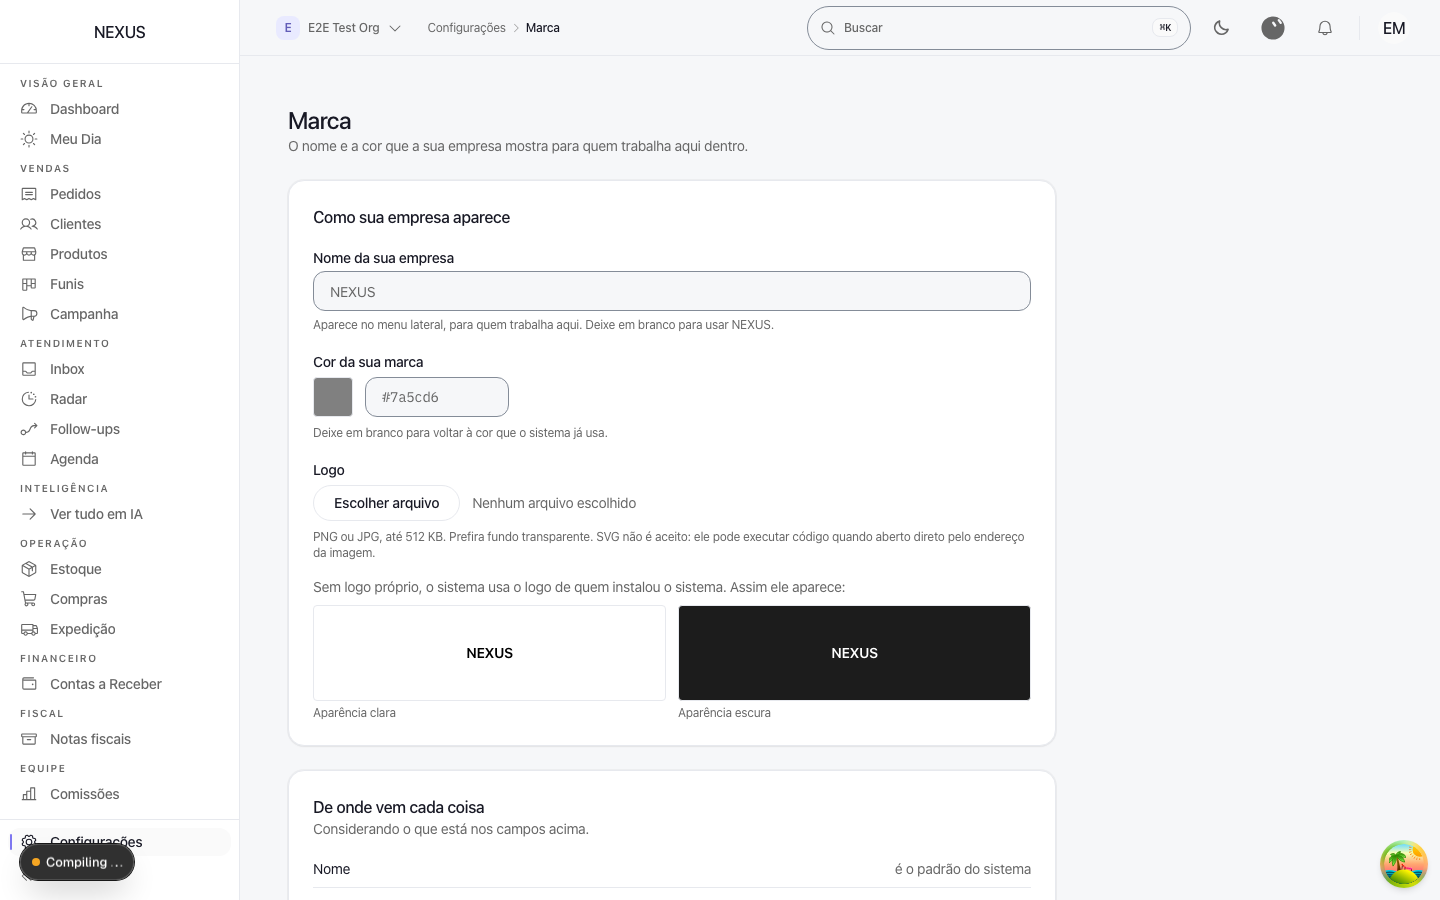 NEXUS
VISÃO GERAL
Dashboard
Meu Dia
VENDAS
Pedidos
Clientes
Produtos
Funis
Campanha
ATENDIMENTO
Inbox
Radar
Follow-ups
Agenda
INTELIGÊNCIA
Ver tudo em IA
OPERAÇÃO
Estoque
Compras
Expedição
FINANCEIRO
Contas a Receber
FISCAL
Notas fiscais
EQUIPE
Comissões
Configurações
Compiling ...
E E2E Test Org
Configurações > Marca
Buscar ⌘K
EM
Marca
O nome e a cor que a sua empresa mostra para quem trabalha aqui dentro.
Como sua empresa aparece
Nome da sua empresa
NEXUS
Aparece no menu lateral, para quem trabalha aqui. Deixe em branco para usar NEXUS.
Cor da sua marca
#7a5cd6
Deixe em branco para voltar à cor que o sistema já usa.
Logo
Escolher arquivo Nenhum arquivo escolhido
PNG ou JPG, até 512 KB. Prefira fundo transparente. SVG não é aceito: ele pode executar código quando aberto direto pelo endereço
da imagem.
Sem logo próprio, o sistema usa o logo de quem instalou o sistema. Assim ele aparece:
NEXUS
NEXUS
Aparência clara
Aparência escura
De onde vem cada coisa
Considerando o que está nos campos acima.
Nome é o padrão do sistema